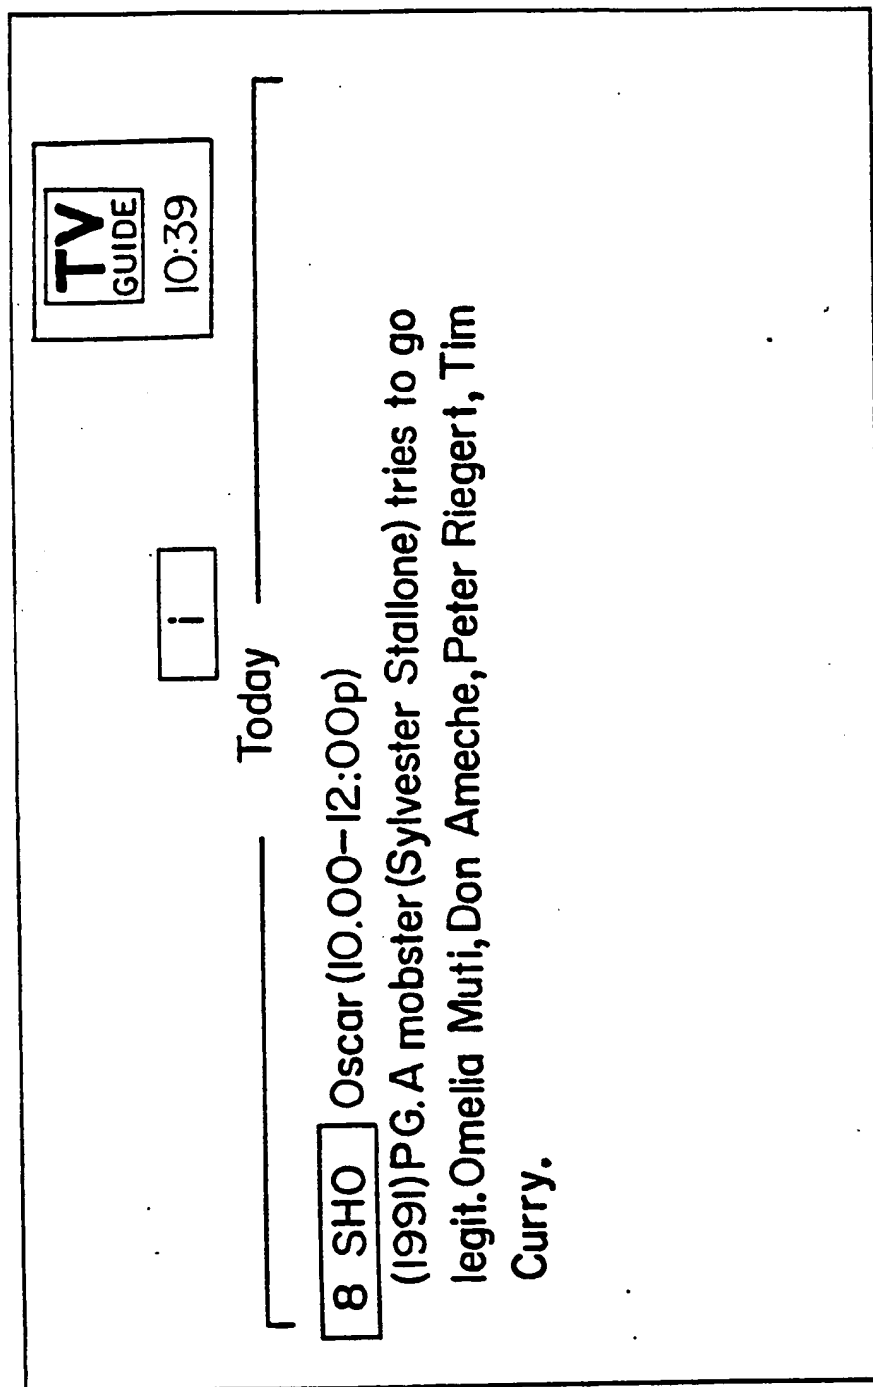 TV
GUIDE
10:39
i
Today
8 SHO Oscar (10.00-12:00p)
(1991) PG. A mobster (Sylvester Stallone) tries to go
legit. Omelia Muti, Don Ameche, Peter Riegert, Tim
Curry.